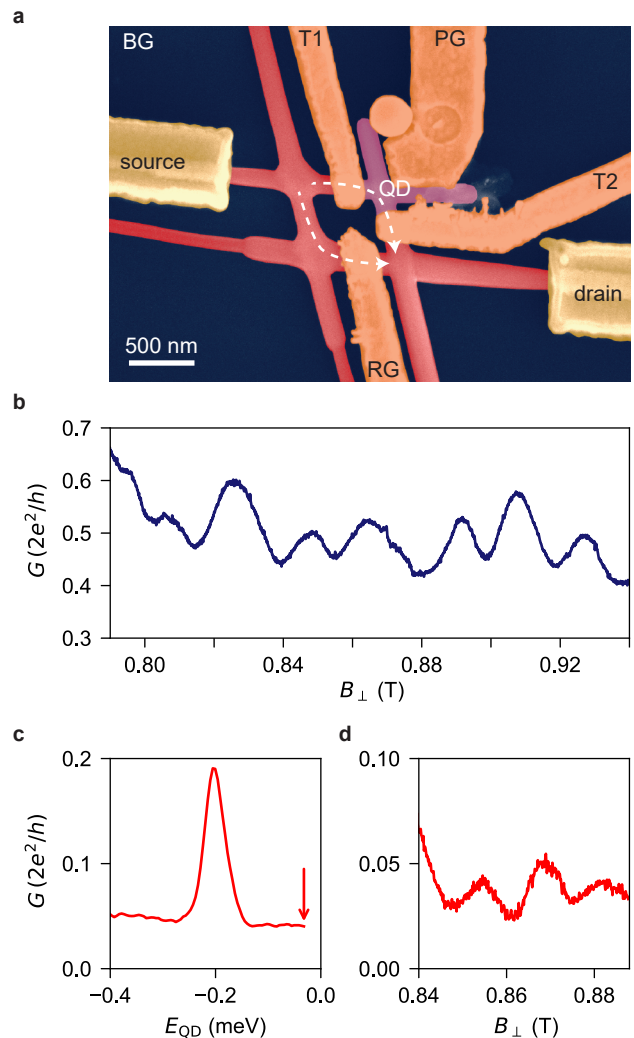 a
BG
T1
PG
source
QD
T2
drain
500 nm
RG
b
G (2e²/h)
0.7
0.6
0.5
0.4
0.3
0.80
0.84
0.88
0.92
B⊥ (T)
c
G (2e²/h)
0.2
0.1
0.0
−0.4
−0.2
0.0
E_QD (meV)
d
0.10
0.05
0.00
0.84
0.86
0.88
B⊥ (T)